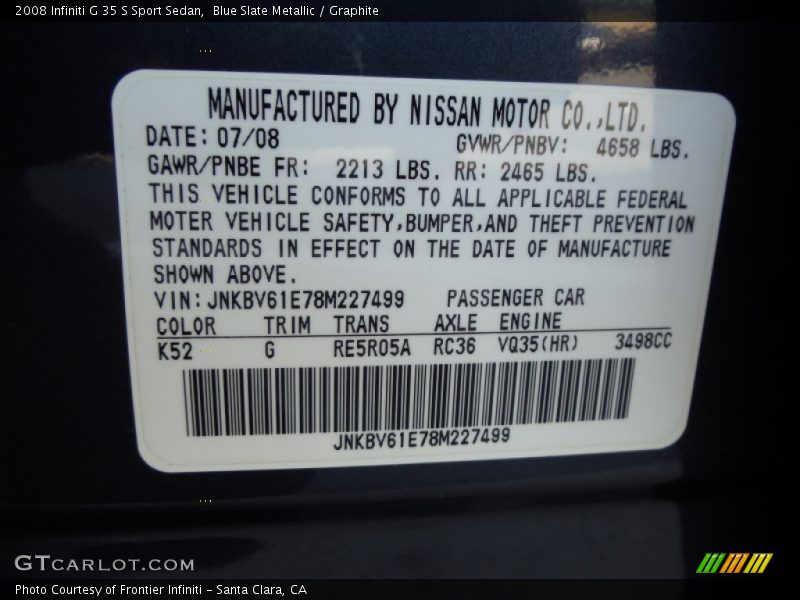 2008 Infiniti G 35 S Sport Sedan,  Blue Slate Metallic / Graphite
MANUFACTURED BY NISSAN MOTOR CO.,LTD.
DATE: 07/08 GVWR/PNBV: 4658 LBS.
GAWR/PNBE FR: 2213 LBS. RR: 2465 LBS.
THIS VEHICLE CONFORMS TO ALL APPLICABLE FEDERAL
MOTER VEHICLE SAFETY,BUMPER,AND THEFT PREVENTION
STANDARDS IN EFFECT ON THE DATE OF MANUFACTURE
SHOWN ABOVE.
VIN: JNKBV61E78M227499 PASSENGER CAR
COLOR TRIM TRANS AXLE ENGINE
K52 G RE5R05A RC36 VQ35(HR) 3498CC
JNKBV61E78M227499
GTCARLOT.COM
Photo Courtesy of Frontier Infiniti - Santa Clara, CA